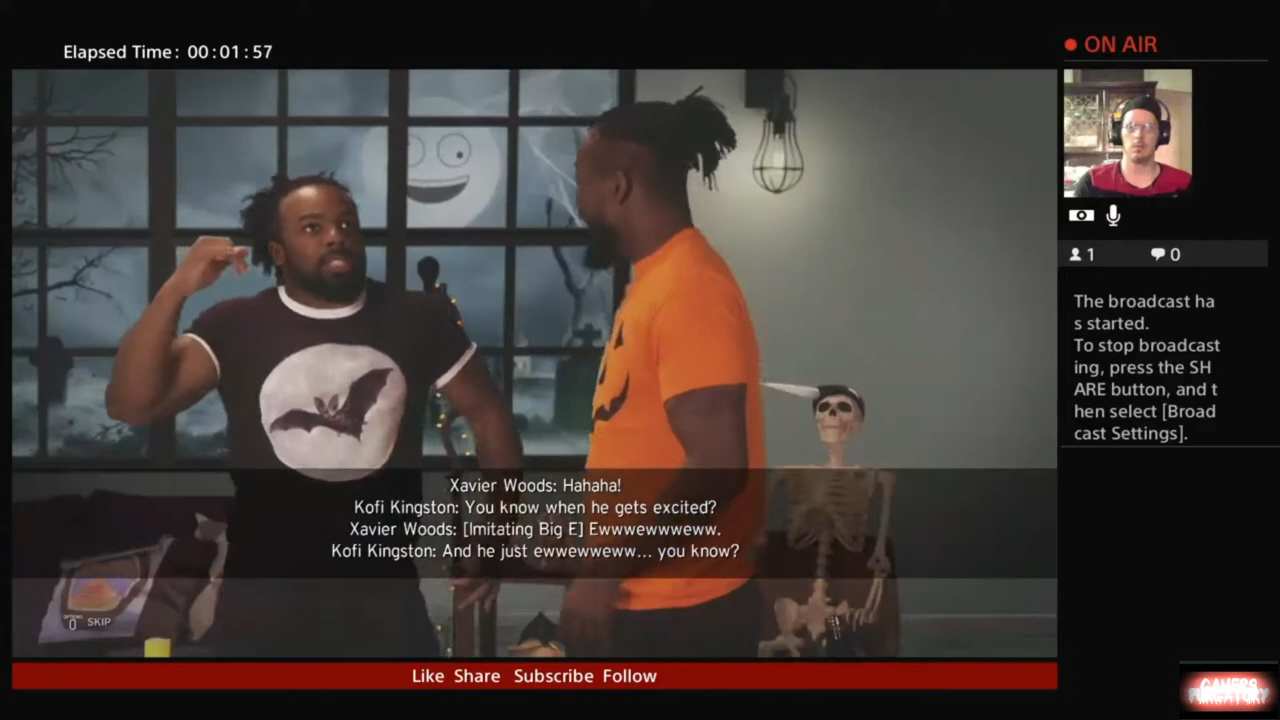 Elapsed Time: 00:01:57
ON AIR
1
0
The broadcast ha
s started.
To stop broadcast
ing, press the SH
ARE button, and t
hen select [Broad
cast Settings].
Xavier Woods: Hahaha!
Kofi Kingston: You know when he gets excited?
Xavier Woods: [Imitating Big E] Ewwwewwweww.
Kofi Kingston: And he just ewwewweww... you know?
OPTIONS
SKIP
Like Share Subscribe Follow
GAMERS
PURGATORY